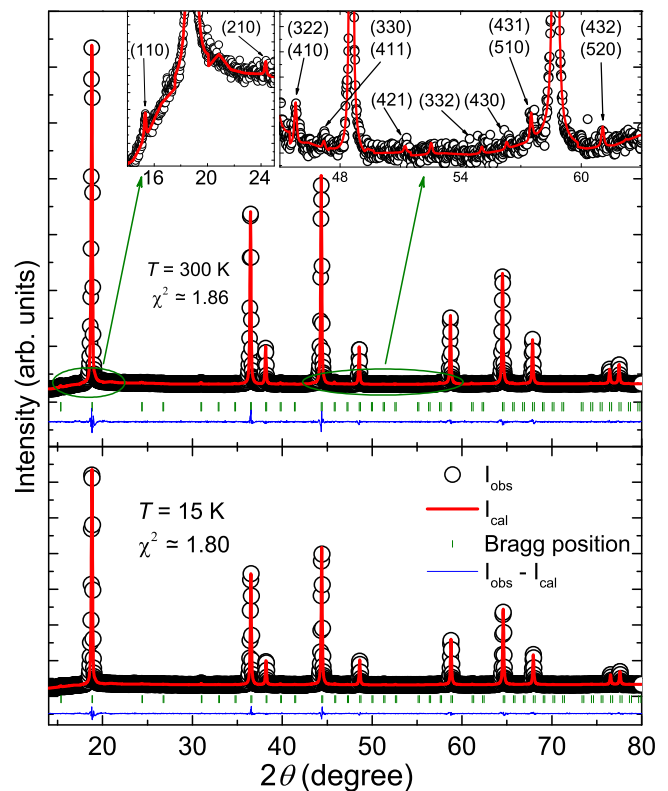 (110)
(210)
(322)
(410)
(330)
(411)
(421)
(332)
(430)
(431)
(510)
(432)
(520)
16 20 24
48 54 60
T = 300 K
χ² ≃ 1.86
Intensity (arb. units)
T = 15 K
χ² ≃ 1.80
I_obs
I_cal
Bragg position
I_obs - I_cal
20 30 40 50 60 70 80
2θ (degree)